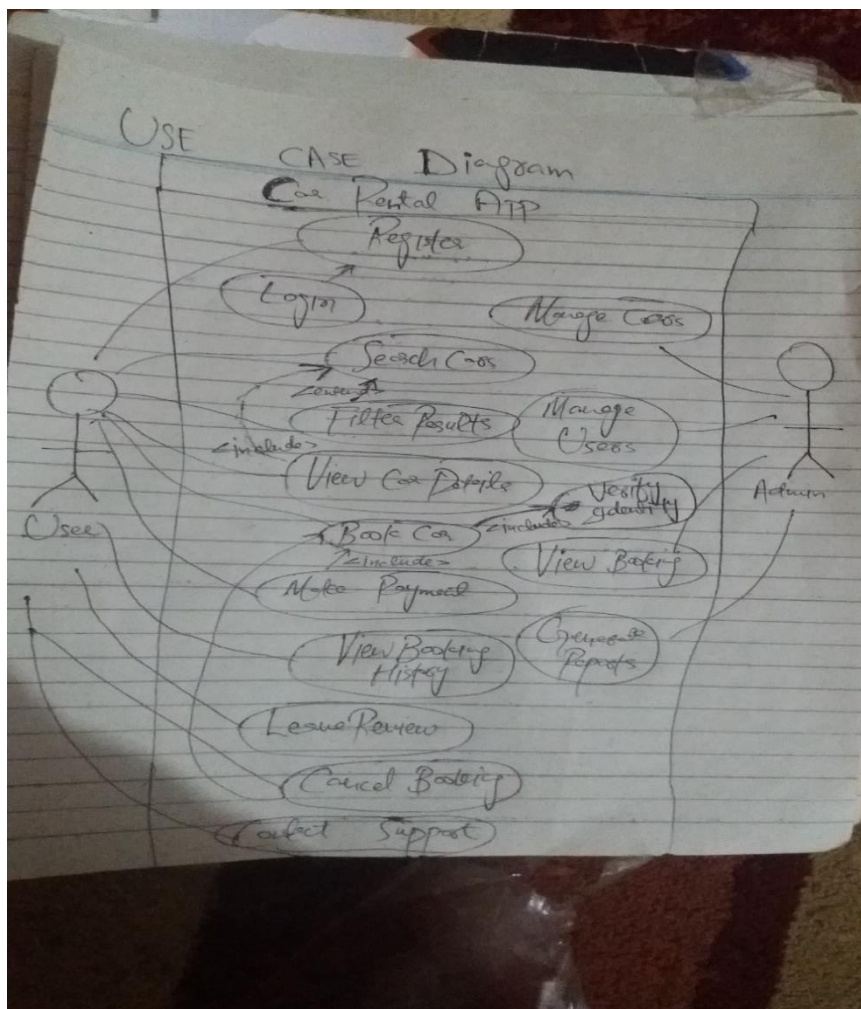 USE CASE Diagram
Car Rental App
Register
Login
Manage Cars
Search Cars
<extends>
Filter Results
Manage
Users
<include>
View Car Details
Verify
Identity
Admin
User
Book Car
<include>
<include>
View Booking
Make Payment
Generate
Reports
View Booking
History
Leave Review
Cancel Booking
Contact Support